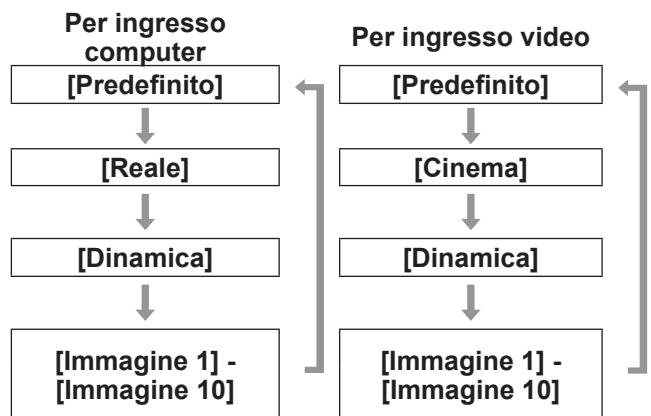 Per ingresso
computer
[Predefinito]
[Reale]
[Dinamica]
[Immagine 1] -
[Immagine 10]
Per ingresso video
[Predefinito]
[Cinema]
[Dinamica]
[Immagine 1] -
[Immagine 10]